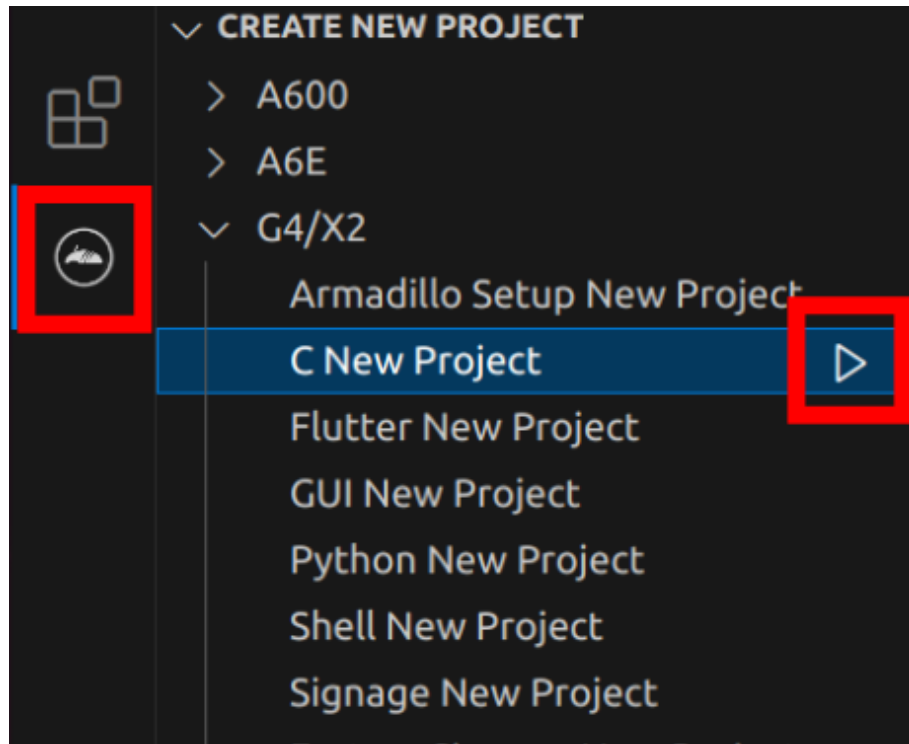 CREATE NEW PROJECT
A600
A6E
G4/X2
Armadillo Setup New Project
C New Project
Flutter New Project
GUI New Project
Python New Project
Shell New Project
Signage New Project